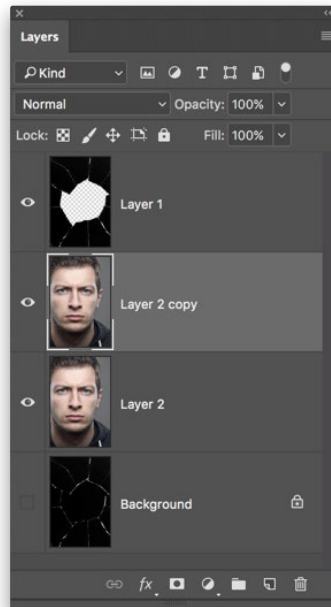 Layers
Kind
Normal Opacity: 100%
Lock: Fill: 100%
Layer 1
Layer 2 copy
Layer 2
Background
fx